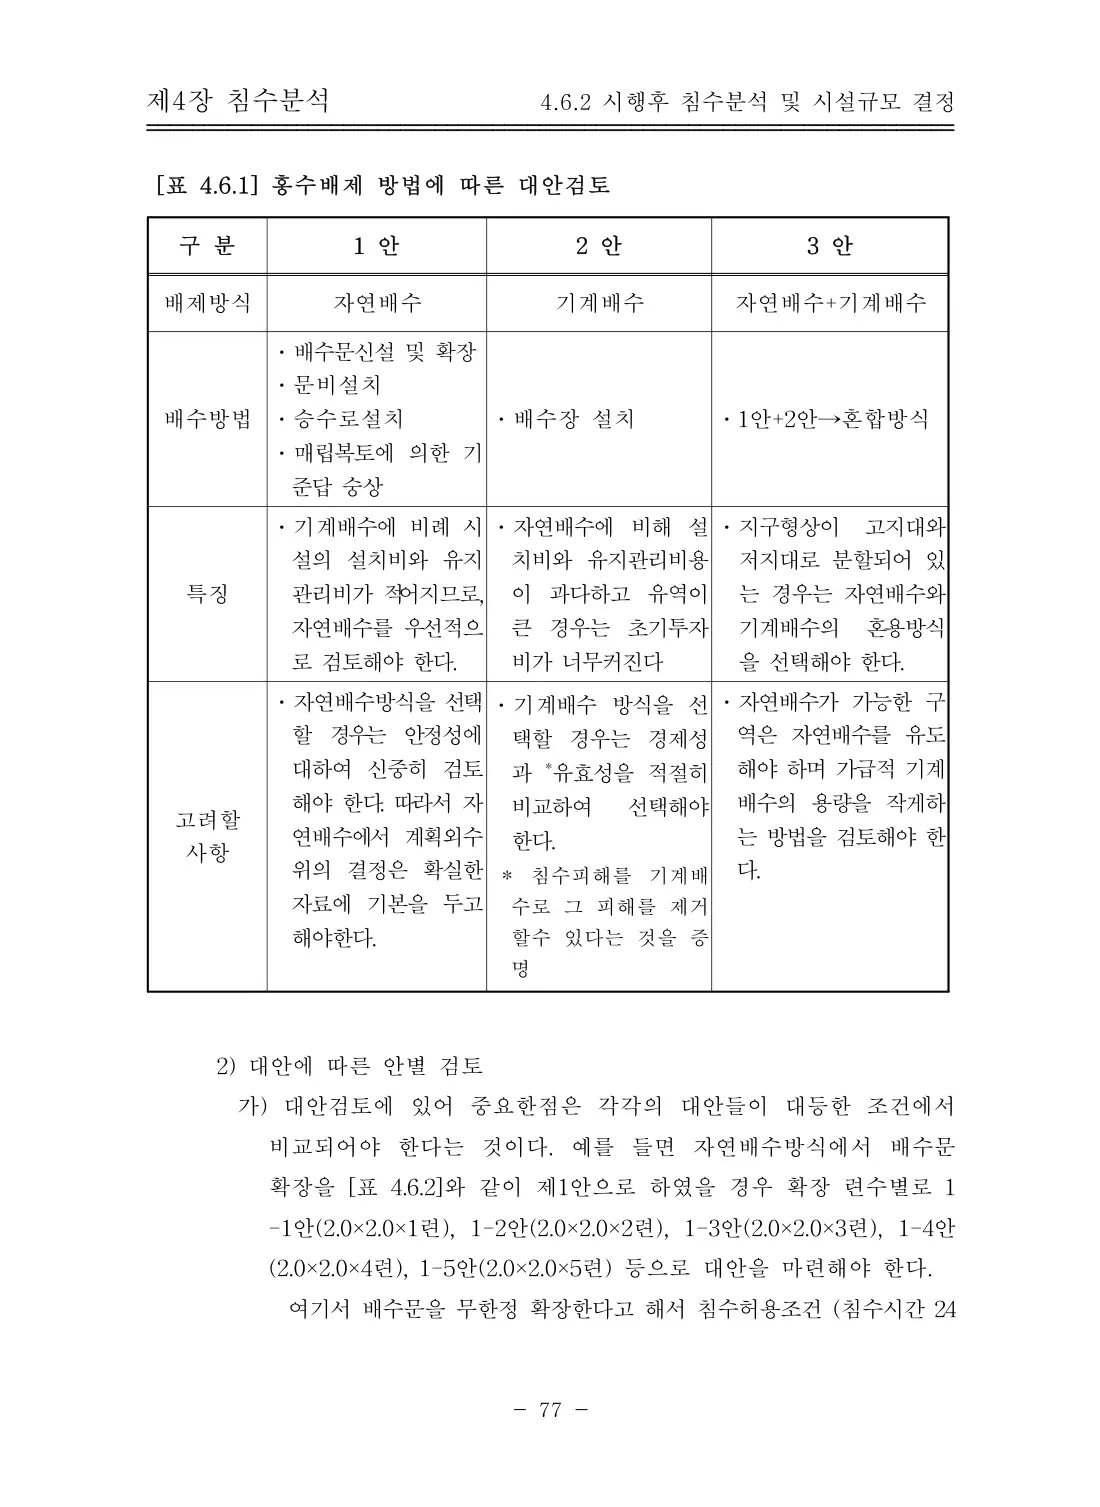 제4장 침수분석
4.6.2 시행후 침수분석 및 시설규모 결정
[표 4.6.1] 홍수배제 방법에 따른 대안검토
구 분
1 안
2 안
3 안
배제방식
자연배수
기계배수
자연배수+기계배수
배수방법
· 배수문신설 및 확장
· 문비설치
· 승수로설치
· 매립복토에 의한 기
준답 숭상
· 배수장 설치
· 1안+2안→혼합방식
특징
· 기계배수에 비례 시
설의 설치비와 유지
관리비가 적어지므로,
자연배수를 우선적으
로 검토해야 한다.
· 자연배수에 비해 설
치비와 유지관리비용
이 과다하고 유역이
큰 경우는 초기투자
비가 너무커진다
· 지구형상이 고지대와
저지대로 분할되어 있
는 경우는 자연배수와
기계배수의 혼용방식
을 선택해야 한다.
고려할
사항
· 자연배수방식을 선택
할 경우는 안정성에
대하여 신중히 검토
해야 한다. 따라서 자
연배수에서 계획외수
위의 결정은 확실한
자료에 기본을 두고
해야한다.
· 기계배수 방식을 선
택할 경우는 경제성
과 *유효성을 적절히
비교하여 선택해야
한다.
* 침수피해를 기계배
수로 그 피해를 제거
할수 있다는 것을 증
명
· 자연배수가 가능한 구
역은 자연배수를 유도
해야 하며 가급적 기계
배수의 용량을 작게하
는 방법을 검토해야 한
다.
2) 대안에 따른 안별 검토
가) 대안검토에 있어 중요한점은 각각의 대안들이 대등한 조건에서
비교되어야 한다는 것이다. 예를 들면 자연배수방식에서 배수문
확장을 [표 4.6.2]와 같이 제1안으로 하였을 경우 확장 련수별로 1
-1안(2.0×2.0×1련), 1-2안(2.0×2.0×2련), 1-3안(2.0×2.0×3련), 1-4안
(2.0×2.0×4련), 1-5안(2.0×2.0×5련) 등으로 대안을 마련해야 한다.
여기서 배수문을 무한정 확장한다고 해서 침수허용조건 (침수시간 24
- 77 -